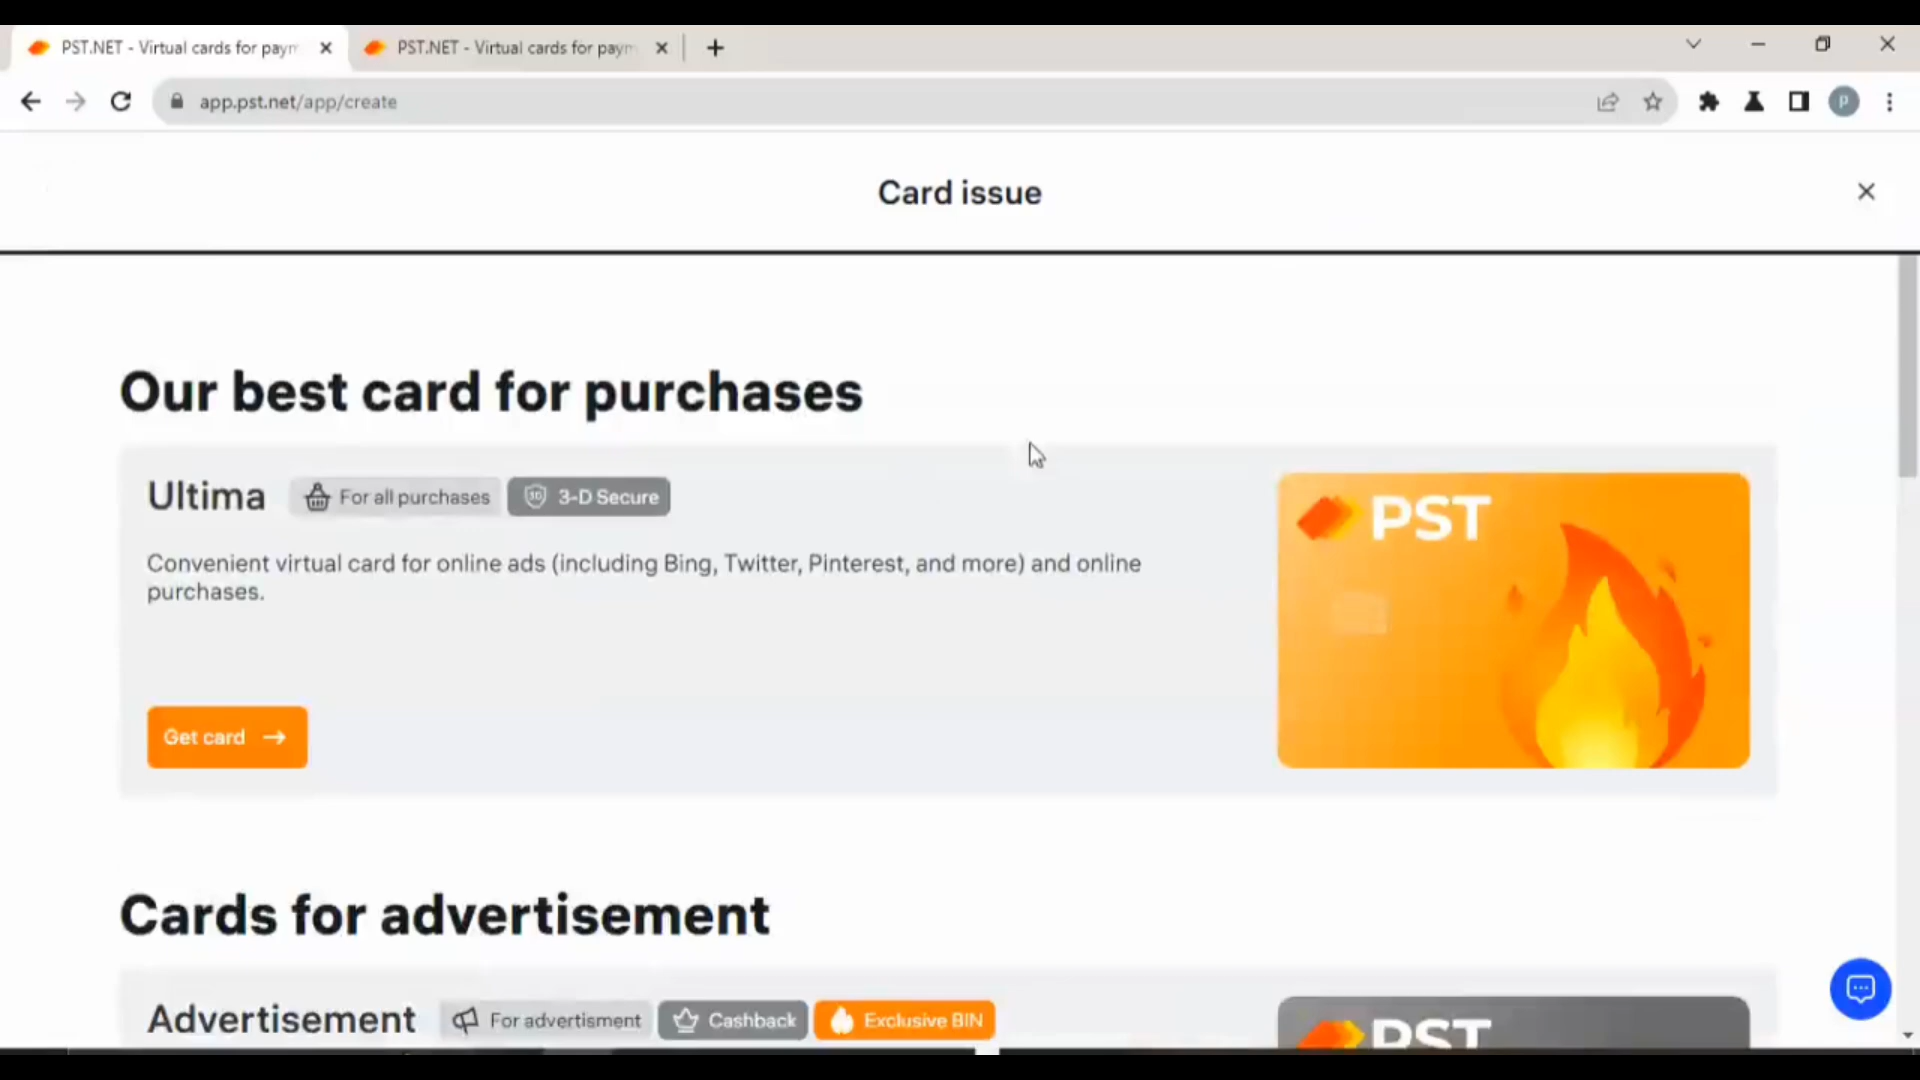 PST.NET - Virtual cards for paym
PST.NET - Virtual cards for paym
app.pst.net/app/create
P
Card issue
Our best card for purchases
Ultima
For all purchases
3D
3-D Secure
PST
Convenient virtual card for online ads (including Bing, Twitter, Pinterest, and more) and online
purchases.
Get card
Cards for advertisement
Advertisement
For advertisment
Cashback
Exclusive BIN
PST